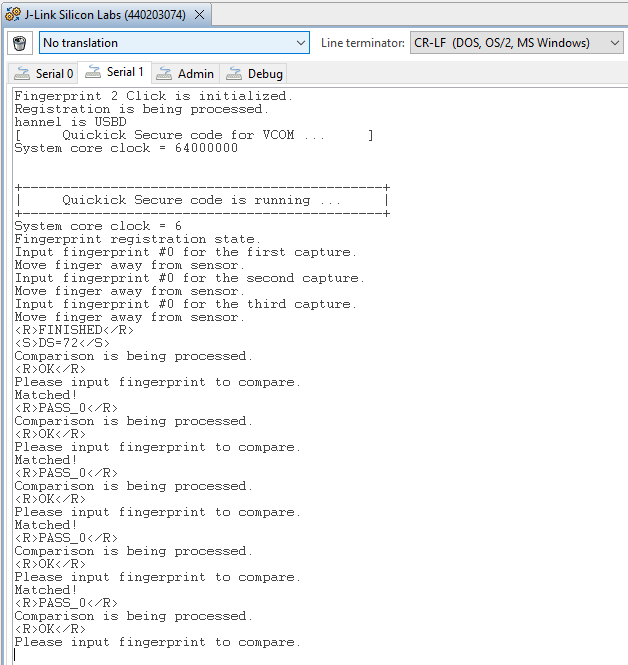 J-Link Silicon Labs (440203074)
No translation
Line terminator: CR-LF (DOS, OS/2, MS Windows)
Serial 0 Serial 1 Admin Debug
Fingerprint 2 Click is initialized.
Registration is being processed.
hannel is USBD
[     Quickick Secure code for VCOM ...     ]
System core clock = 64000000
+-------------------------------------------+
|     Quickick Secure code is running ...     |
+-------------------------------------------+
System core clock = 6
Fingerprint registration state.
Input fingerprint #0 for the first capture.
Move finger away from sensor.
Input fingerprint #0 for the second capture.
Move finger away from sensor.
Input fingerprint #0 for the third capture.
Move finger away from sensor.
<R>FINISHED</R>
<S>DS=72</S>
Comparison is being processed.
<R>OK</R>
Please input fingerprint to compare.
Matched!
<R>PASS_0</R>
Comparison is being processed.
<R>OK</R>
Please input fingerprint to compare.
Matched!
<R>PASS_0</R>
Comparison is being processed.
<R>OK</R>
Please input fingerprint to compare.
Matched!
<R>PASS_0</R>
Comparison is being processed.
<R>OK</R>
Please input fingerprint to compare.
Matched!
<R>PASS_0</R>
Comparison is being processed.
<R>OK</R>
Please input fingerprint to compare.